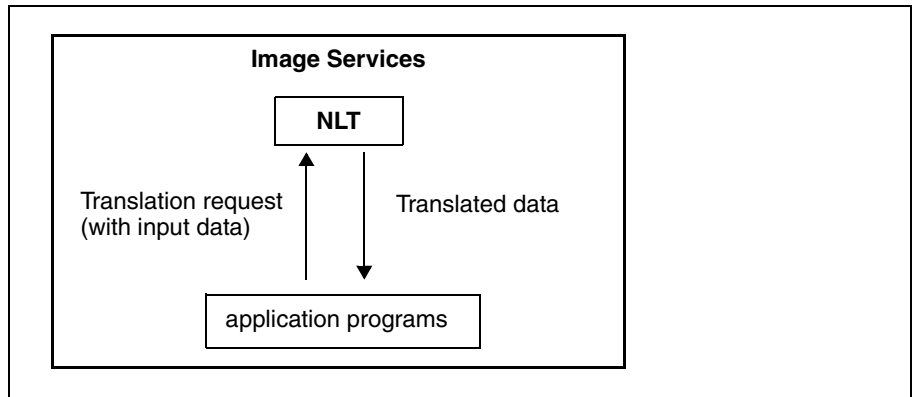 Image Services
NLT
Translation request
(with input data)
Translated data
application programs